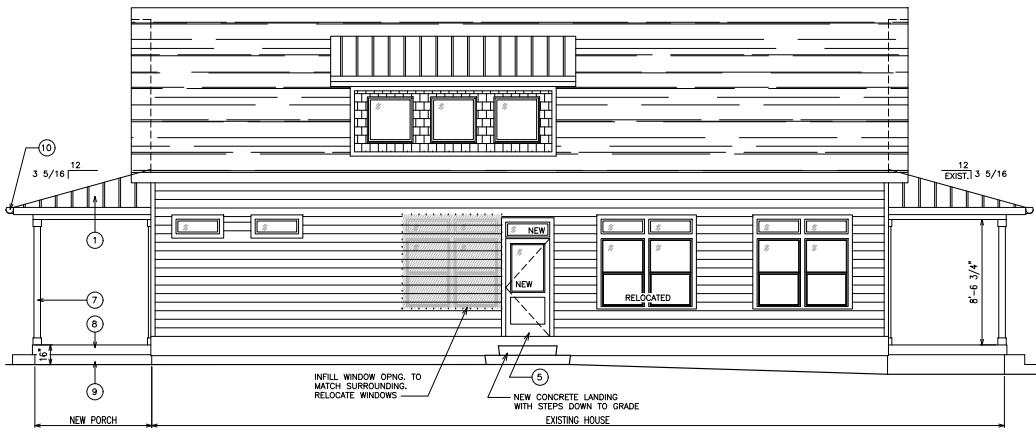 10
12
3 5/16
12
EXIST.
3 5/16
1
NEW
7
NEW
RELOCATED
8'-6 3/4"
8
16"
9
INFILL WINDOW OPNG. TO
MATCH SURROUNDING.
RELOCATE WINDOWS
5
NEW CONCRETE LANDING
WITH STEPS DOWN TO GRADE
NEW PORCH
EXISTING HOUSE